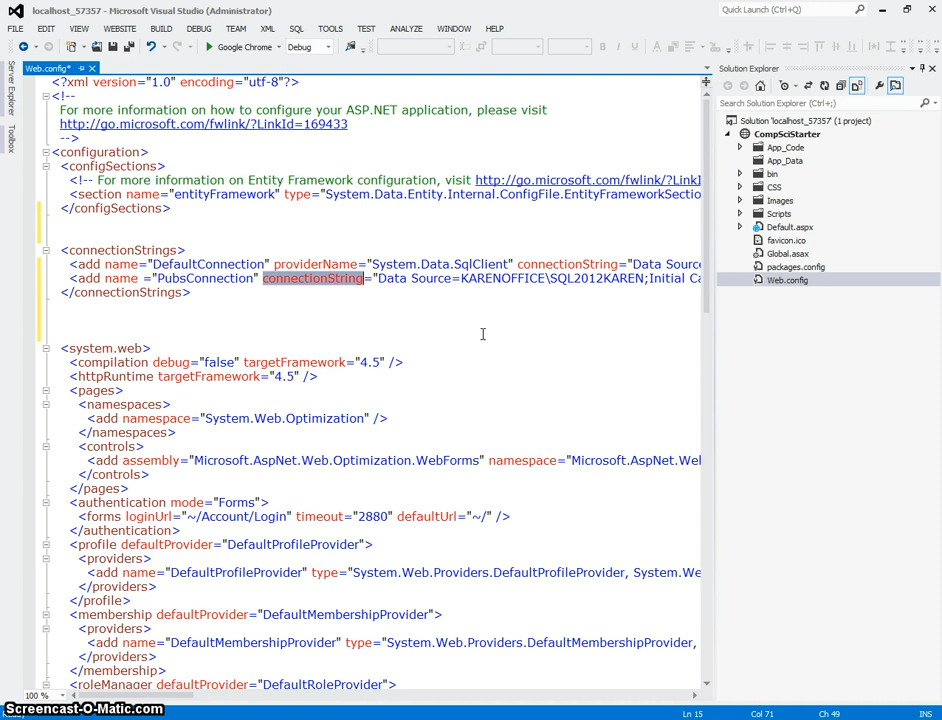 localhost_57357 (1) - Microsoft Visual Studio (Administrator)
Quick Launch (Ctrl+Q)
FILE EDIT VIEW WEBSITE BUILD DEBUG TEAM XML SQL TOOLS TEST ANALYZE WINDOW HELP
Google Chrome Debug
Server Explorer
Toolbox
Web.config*
<?xml version="1.0" encoding="utf-8"?>
<!--
For more information on how to configure your ASP.NET application, please visit
http://go.microsoft.com/fwlink/?LinkId=169433
-->
<configuration>
<configSections>
<!-- For more information on Entity Framework configuration, visit http://go.microsoft.com/fwlink/?LinkI
<section name="entityFramework" type="System.Data.Entity.Internal.ConfigFile.EntityFrameworkSectio
</configSections>
<connectionStrings>
<add name="DefaultConnection" providerName="System.Data.SqlClient" connectionString="Data Source
<add name ="PubsConnection" connectionString="Data Source=KARENOFFICE\SQL2012KAREN;Initial Ca
</connectionStrings>
<system.web>
<compilation debug="false" targetFramework="4.5" />
<httpRuntime targetFramework="4.5" />
<pages>
<namespaces>
<add namespace="System.Web.Optimization" />
</namespaces>
<controls>
<add assembly="Microsoft.AspNet.Web.Optimization.WebForms" namespace="Microsoft.AspNet.Wel
</controls>
</pages>
<authentication mode="Forms">
<forms loginUrl="~/Account/Login" timeout="2880" defaultUrl="~/" />
</authentication>
<profile defaultProvider="DefaultProfileProvider">
<providers>
<add name="DefaultProfileProvider" type="System.Web.Providers.DefaultProfileProvider, System.We
</providers>
</profile>
<membership defaultProvider="DefaultMembershipProvider">
<providers>
<add name="DefaultMembershipProvider" type="System.Web.Providers.DefaultMembershipProvider,
</providers>
</membership>
<roleManager defaultProvider="DefaultRoleProvider">
100 %
Solution Explorer
Search Solution Explorer (Ctrl+;)
Solution 'localhost_57357' (1 project)
CompSciStarter
App_Code
App_Data
bin
CSS
Images
Scripts
Default.aspx
favicon.ico
Global.asax
packages.config
Web.config
Screencast-O-Matic.com
Ln 15 Col 71 Ch 49 INS